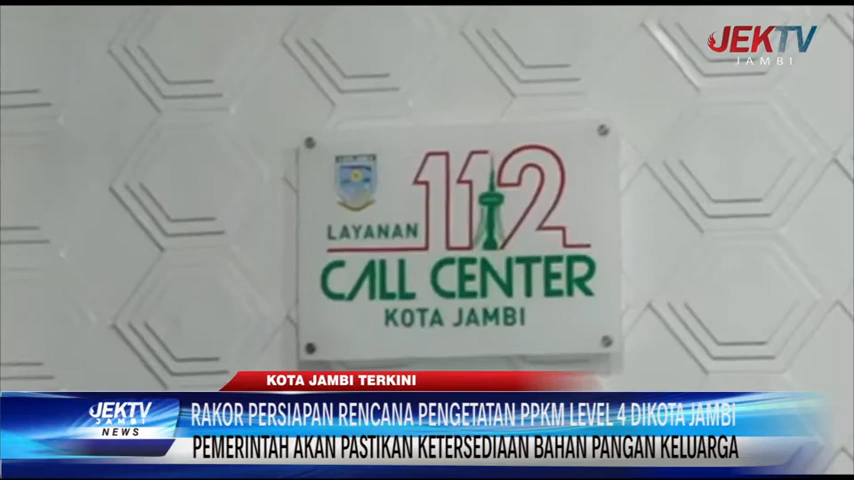 JEKTV
JAMBI
LAYANAN 112
CALL CENTER
KOTA JAMBI
KOTA JAMBI TERKINI
JEKTV
JAMBI
NEWS
RAKOR PERSIAPAN RENCANA PENGETATAN PPKM LEVEL 4 DIKOTA JAMBI
PEMERINTAH AKAN PASTIKAN KETERSEDIAAN BAHAN PANGAN KELUARGA